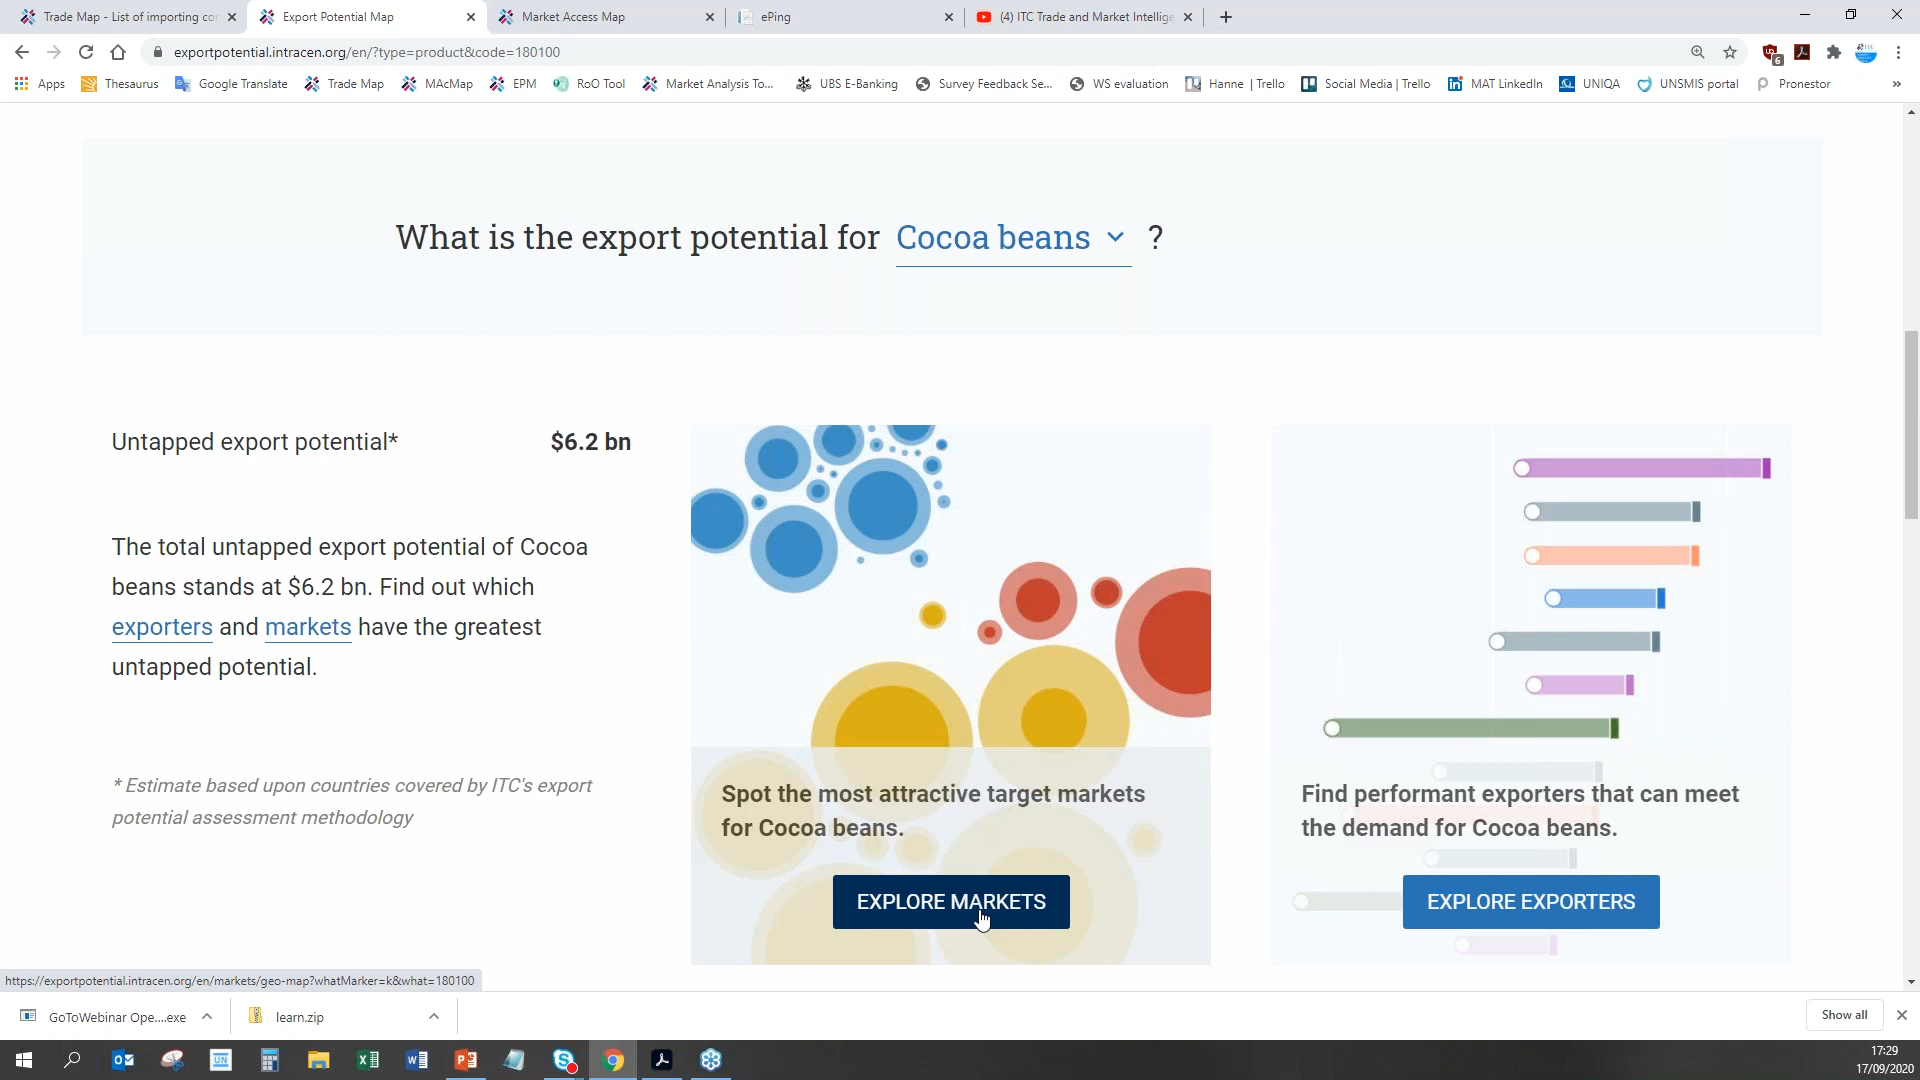 Trade Map - List of importing co
Export Potential Map
Market Access Map
ePing
(4) ITC Trade and Market Intellige
exportpotential.intracen.org/en/?type=product&code=180100
6
Apps
Thesaurus
Google Translate
Trade Map
MAcMap
EPM
RoO Tool
Market Analysis To...
UBS E-Banking
Survey Feedback Se...
WS evaluation
Hanne | Trello
Social Media | Trello
MAT LinkedIn
UNIQA
UNSMIS portal
Pronestor
»
What is the export potential for Cocoa beans ?
Untapped export potential* $6.2 bn
The total untapped export potential of Cocoa
beans stands at $6.2 bn. Find out which
exporters and markets have the greatest
untapped potential.
* Estimate based upon countries covered by ITC's export
potential assessment methodology
Spot the most attractive target markets
for Cocoa beans.
EXPLORE MARKETS
Find performant exporters that can meet
the demand for Cocoa beans.
EXPLORE EXPORTERS
https://exportpotential.intracen.org/en/markets/geo-map?whatMarker=k&what=180100
GoToWebinar Ope....exe
learn.zip
Show all
17:29
17/09/2020